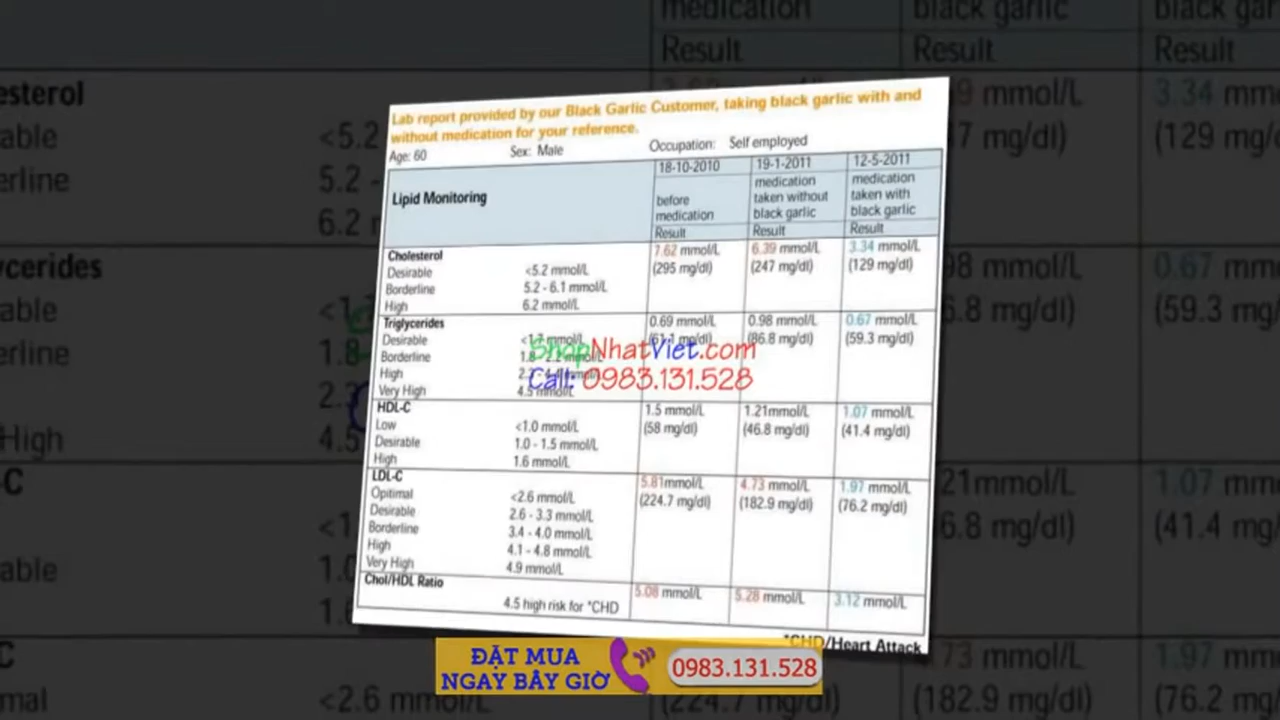 Lab report provided by our Black Garlic Customer, taking black garlic with and
without medication for your reference.
Age: 60 Sex: Male Occupation: Self employed
Lipid Monitoring
18-10-2010 19-1-2011 12-5-2011
before medication
medication taken without black garlic
medication taken with black garlic
Result Result Result
Cholesterol 7.62 mmol/L 6.39 mmol/L 3.34 mmol/L
Desirable <5.2 mmol/L (295 mg/dl) (247 mg/dl) (129 mg/dl)
Borderline 5.2 - 6.1 mmol/L
High 6.2 mmol/L
Triglycerides 0.69 mmol/L 0.98 mmol/L 0.67 mmol/L
Desirable (86.8 mg/dl) (59.3 mg/dl)
Borderline
High
Very High 4.5 mmol/L
ShopNhatViet.com
Call: 0983.131.528
HDL-C 1.5 mmol/L 1.21mmol/L 1.07 mmol/L
Low <1.0 mmol/L (58 mg/dl) (46.8 mg/dl) (41.4 mg/dl)
Desirable 1.0 - 1.5 mmol/L
High 1.6 mmol/L
LDL-C 5.81mmol/L 4.73 mmol/L 1.97 mmol/L
Opitimal <2.6 mmol/L (224.7 mg/dl) (182.9 mg/dl) (76.2 mg/dl)
Desirable 2.6 - 3.3 mmol/L
Borderline 3.4 - 4.0 mmol/L
High 4.1 - 4.8 mmol/L
Very High 4.9 mmol/L
Chol/HDL Ratio 5.08 mmol/L 5.28 mmol/L 3.12 mmol/L
4.5 high risk for *CHD
*CHD/Heart Attack
ĐẶT MUA
NGAY BÂY GIỜ
0983.131.528